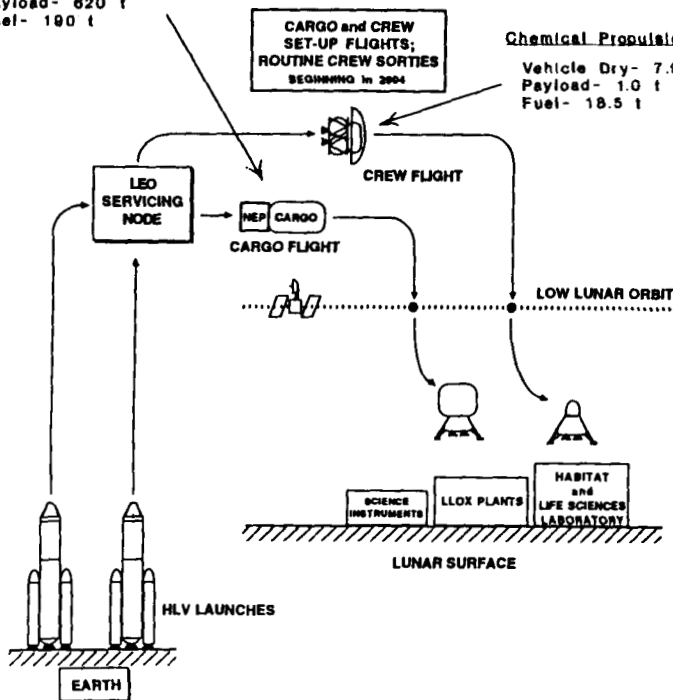 ayload- 620 t
uel- 190 t
CARGO and CREW
SET-UP FLIGHTS;
ROUTINE CREW SORTIES
BEGINNING in 2004
Chemical Propulsi
Vehicle Dry- 7.
Payload- 1.0 t
Fuel- 18.5 t
LEO
SERVICING
NODE
CREW FLIGHT
NEP
CARGO
CARGO FLIGHT
LOW LUNAR ORBIT
SCIENCE
INSTRUMENTS
LLOX PLANTS
HABITAT
and
LIFE SCIENCES
LABORATORY
LUNAR SURFACE
HLV LAUNCHES
EARTH